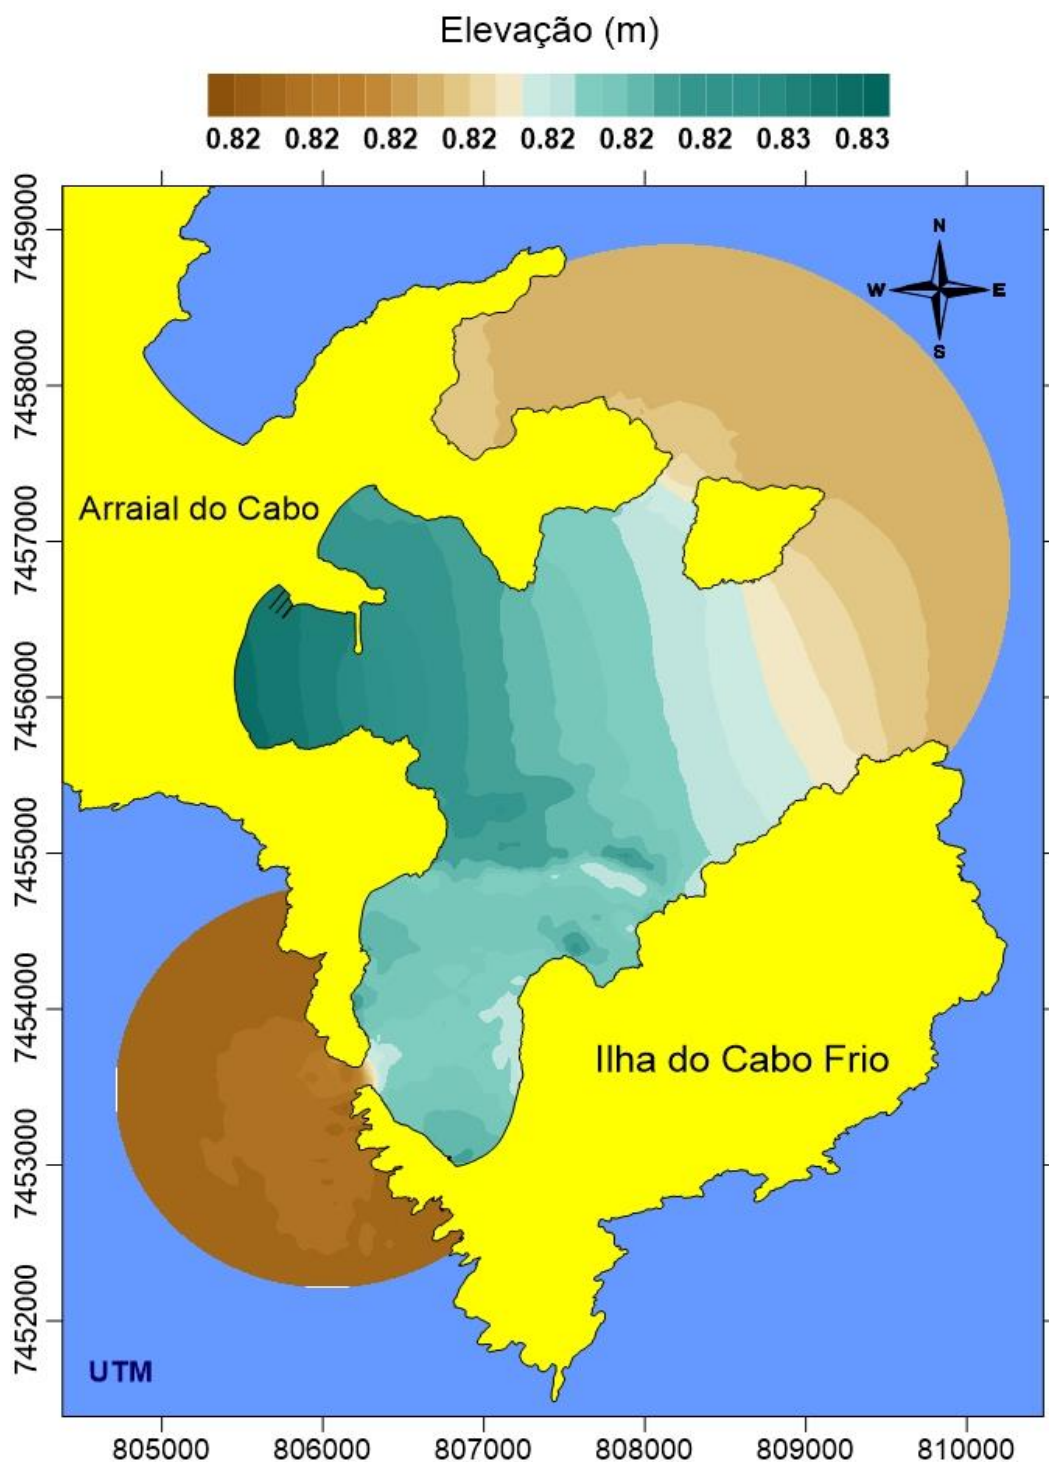 Elevação (m)
0.82 0.82 0.82 0.82 0.82 0.82 0.82 0.83 0.83
7459000
7458000
7457000
7456000
7455000
7454000
7453000
7452000
N
W E
S
Arraial do Cabo
Ilha do Cabo Frio
UTM
805000 806000 807000 808000 809000 810000